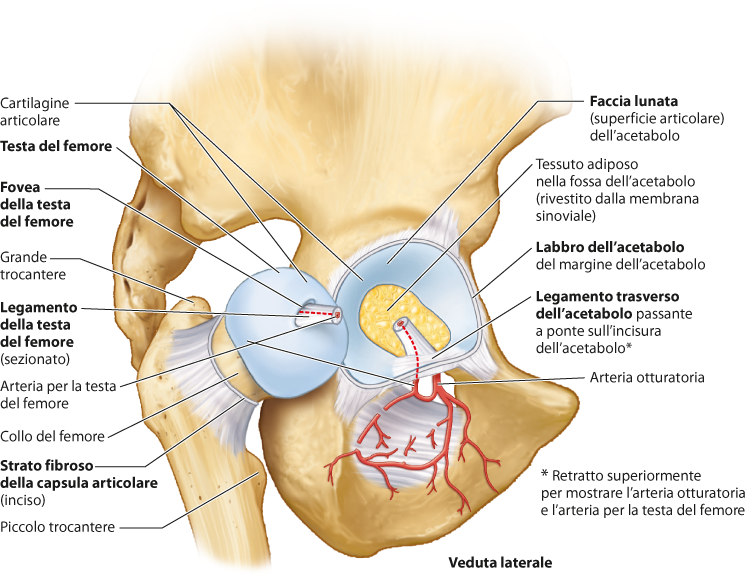 Cartilagine
articolare
Testa del femore
Fovea
della testa
del femore
Grande
trocantere
Legamento
della testa
del femore
(sezionato)
Arteria per la testa
del femore
Collo del femore
Strato fibroso
della capsula articolare
(inciso)
Piccolo trocantere
Faccia lunata
(superficie articolare)
dell'acetabolo
Tessuto adiposo
nella fossa dell'acetabolo
(rivestito dalla membrana
sinoviale)
Labbro dell'acetabolo
del margine dell'acetabolo
Legamento trasverso
dell'acetabolo passante
a ponte sull'incisura
dell'acetabolo*
Arteria otturatoria
* Retratto superiormente
per mostrare l'arteria otturatoria
e l'arteria per la testa del femore
Veduta laterale